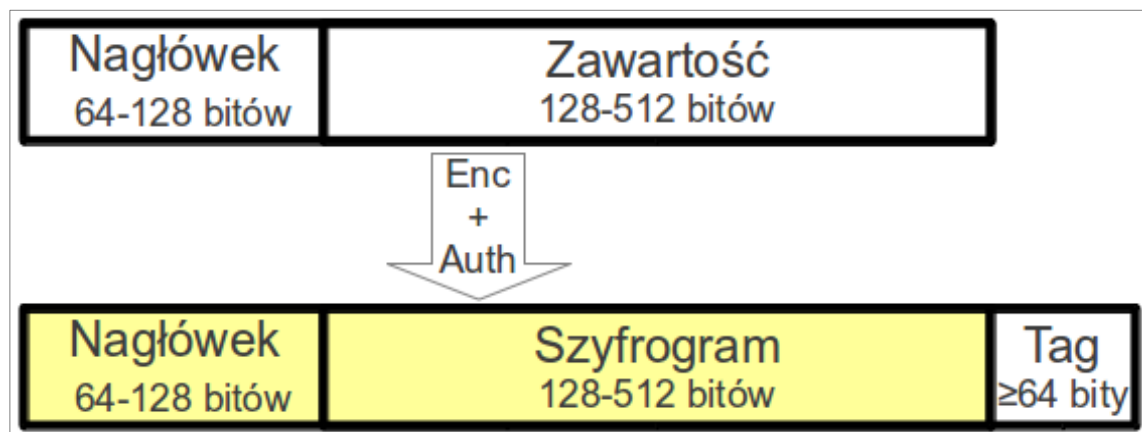 Nagłówek
64-128 bitów
Zawartość
128-512 bitów
Enc
+
Auth
Nagłówek
64-128 bitów
Szyfrogram
128-512 bitów
Tag
≥64 bity